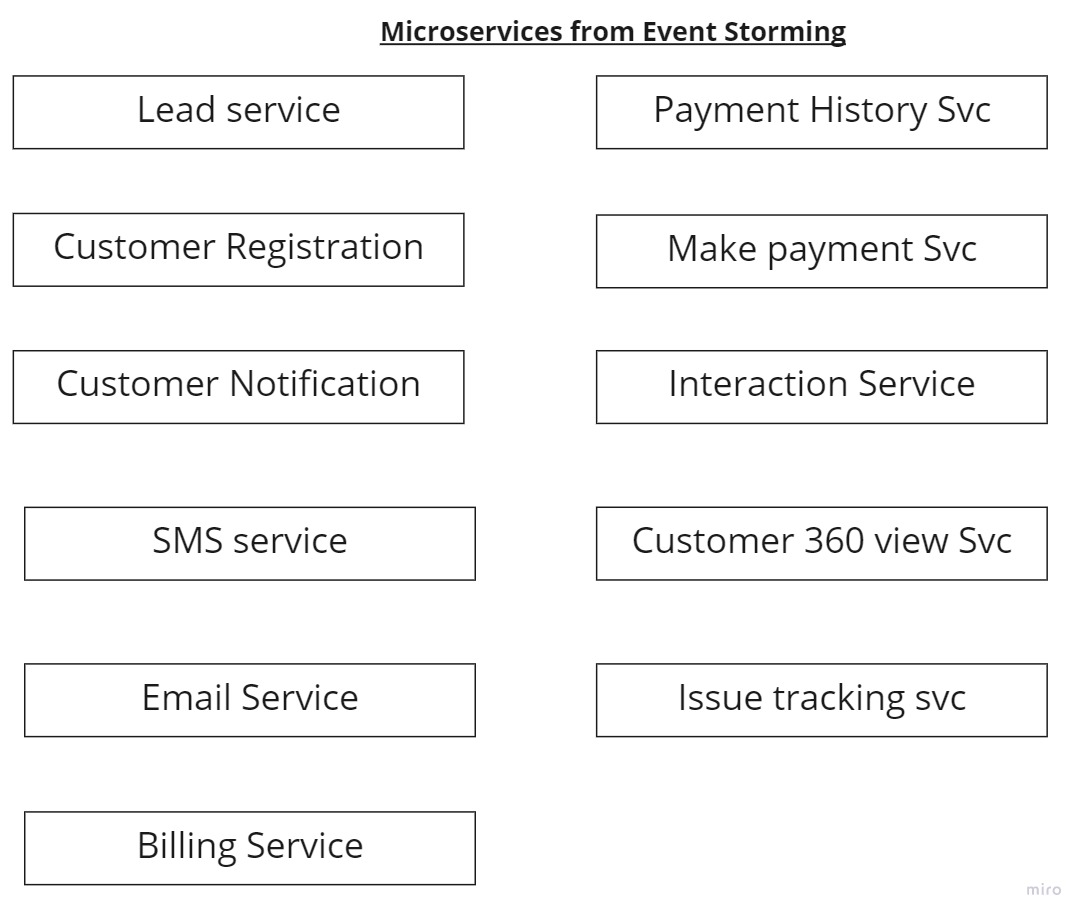 Microservices from Event Storming
Lead service
Payment History Svc
Customer Registration
Make payment Svc
Customer Notification
Interaction Service
SMS service
Customer 360 view Svc
Email Service
Issue tracking svc
Billing Service
miro